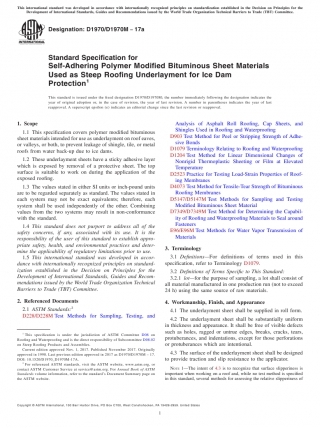 This international standard was developed in accordance with internationally recognized principles on standardization established in the Decision on Principles for the
Development of International Standards, Guides and Recommendations issued by the World Trade Organization Technical Barriers to Trade (TBT) Committee.
INTERNATIONAL
Designation: D1970/D1970M – 17a
Standard Specification for
Self-Adhering Polymer Modified Bituminous Sheet Materials
Used as Steep Roofing Underlayment for Ice Dam
Protection¹
This standard is issued under the fixed designation D1970/D1970M; the number immediately following the designation indicates the
year of original adoption or, in the case of revision, the year of last revision. A number in parentheses indicates the year of last
reapproval. A superscript epsilon (ε) indicates an editorial change since the last revision or reapproval.
1. Scope
1.1 This specification covers polymer modified bituminous
sheet materials intended for use as underlayment on roof eaves,
or valleys, or both, to prevent leakage of shingle, tile, or metal
roofs from water back-up due to ice dams.
1.2 These underlayment sheets have a sticky adhesive layer
which is exposed by removal of a protective sheet. The top
surface is suitable to work on during the application of the
exposed roofing.
1.3 The values stated in either SI units or inch-pound units
are to be regarded separately as standard. The values stated in
each system may not be exact equivalents; therefore, each
system shall be used independently of the other. Combining
values from the two systems may result in non-conformance
with the standard.
1.4 This standard does not purport to address all of the
safety concerns, if any, associated with its use. It is the
responsibility of the user of this standard to establish appro-
priate safety, health, and environmental practices and deter-
mine the applicability of regulatory limitations prior to use.
1.5 This international standard was developed in accor-
dance with internationally recognized principles on standard-
ization established in the Decision on Principles for the
Development of International Standards, Guides and Recom-
mendations issued by the World Trade Organization Technical
Barriers to Trade (TBT) Committee.
2. Referenced Documents
2.1 ASTM Standards:²
D228/D228M Test Methods for Sampling, Testing, and
¹ This specification is under the jurisdiction of ASTM Committee D08 on
Roofing and Waterproofing and is the direct responsibility of Subcommittee D08.02
on Steep Roofing Products and Assemblies.
Current edition approved Nov. 1, 2017. Published November 2017. Originally
approved in 1990. Last previous edition approved in 2017 as D1970/D1970M – 17.
DOI: 10.1520/D1970_D1970M-17A.
² For referenced ASTM standards, visit the ASTM website, www.astm.org, or
contact ASTM Customer Service at service@astm.org. For Annual Book of ASTM
Standards volume information, refer to the standard's Document Summary page on
the ASTM website.
Analysis of Asphalt Roll Roofing, Cap Sheets, and
Shingles Used in Roofing and Waterproofing
D903 Test Method for Peel or Stripping Strength of Adhe-
sive Bonds
D1079 Terminology Relating to Roofing and Waterproofing
D1204 Test Method for Linear Dimensional Changes of
Nonrigid Thermoplastic Sheeting or Film at Elevated
Temperature
D2523 Practice for Testing Load-Strain Properties of Roof-
ing Membranes
D4073 Test Method for Tensile-Tear Strength of Bituminous
Roofing Membranes
D5147/D5147M Test Methods for Sampling and Testing
Modified Bituminous Sheet Material
D7349/D7349M Test Method for Determining the Capabil-
ity of Roofing and Waterproofing Materials to Seal around
Fasteners
E96/E96M Test Methods for Water Vapor Transmission of
Materials
3. Terminology
3.1 Definitions—For definitions of terms used in this
specification, refer to Terminology D1079.
3.2 Definitions of Terms Specific to This Standard:
3.2.1 lot—for the purpose of sampling, a lot shall consist of
all material manufactured in one production run (not to exceed
24 h) using the same source of raw materials.
4. Workmanship, Finish, and Appearance
4.1 The underlayment sheet shall be supplied in roll form.
4.2 The underlayment sheet shall be substantially uniform
in thickness and appearance. It shall be free of visible defects
such as holes, ragged or untrue edges, breaks, cracks, tears,
protuberances, and indentations, except for those perforations
or protuberances which are intentional.
4.3 The surface of the underlayment sheet shall be designed
to provide traction and slip resistance to the applicator.
NOTE 1—The intent of 4.3 is to recognize that surface slipperiness is
important when working on a roof and, while no test method is specified
in this standard, several methods for assessing the relative slipperiness of
Copyright © ASTM International, 100 Barr Harbor Drive, PO Box C700, West Conshohocken, PA 19428-2959. United States
1